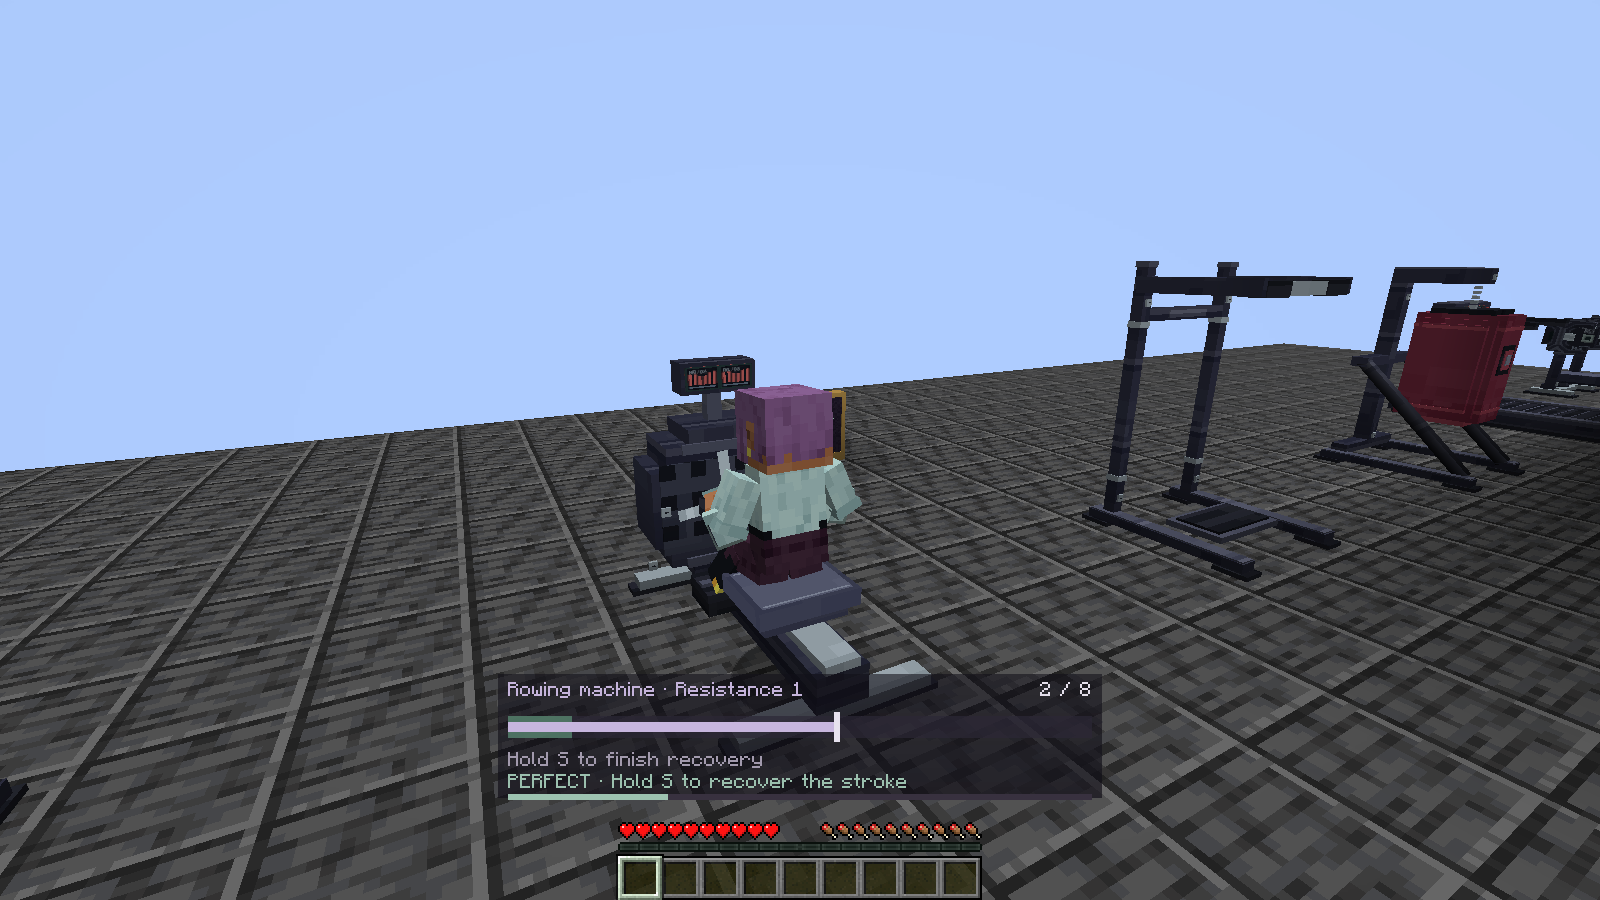 Rowing machine · Resistance 1
2 / 8
Hold S to finish recovery
PERFECT · Hold S to recover the stroke